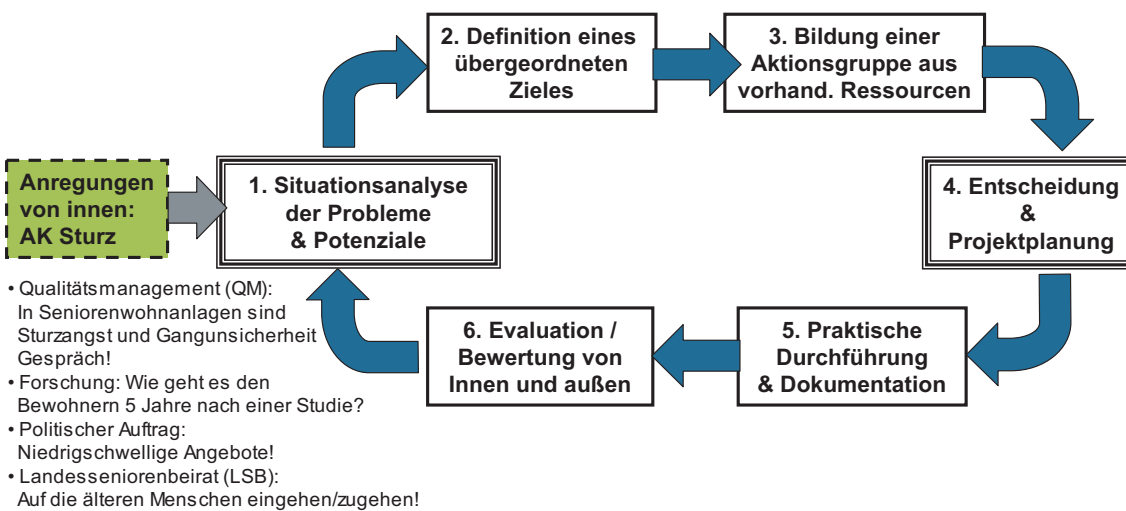 2. Definition eines
übergeordneten
Zieles
3. Bildung einer
Aktionsgruppe aus
vorhand. Ressourcen
Anregungen
von innen:
AK Sturz
1. Situationsanalyse
der Probleme
& Potenziale
4. Entscheidung
&
Projektplanung
6. Evaluation /
Bewertung von
Innen und außen
5. Praktische
Durchführung
& Dokumentation
• Qualitätsmanagement (QM):
In Seniorenwohnanlagen sind
Sturzangst und Gangunsicherheit
Gespräch!
• Forschung: Wie geht es den
Bewohnern 5 Jahre nach einer Studie?
• Politischer Auftrag:
Niedrigschwellige Angebote!
• Landesseniorenbeirat (LSB):
Auf die älteren Menschen eingehen/zugehen!